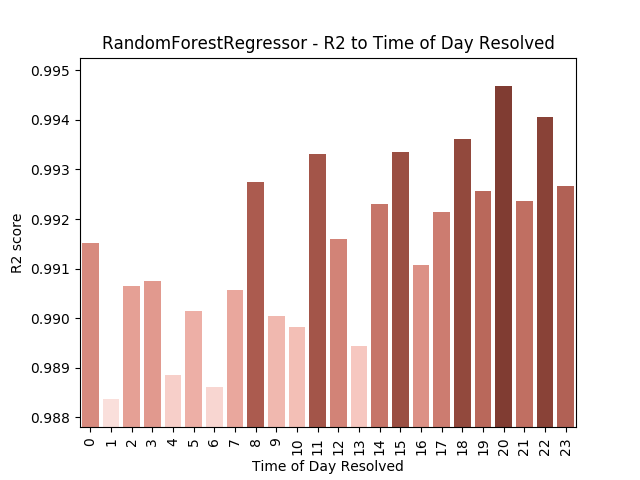 RandomForestRegressor - R2 to Time of Day Resolved
0.995
0.994
0.993
0.992
0.991
0.990
0.989
0.988
R2 score
0 1 2 3 4 5 6 7 8 9 10 11 12 13 14 15 16 17 18 19 20 21 22 23
Time of Day Resolved